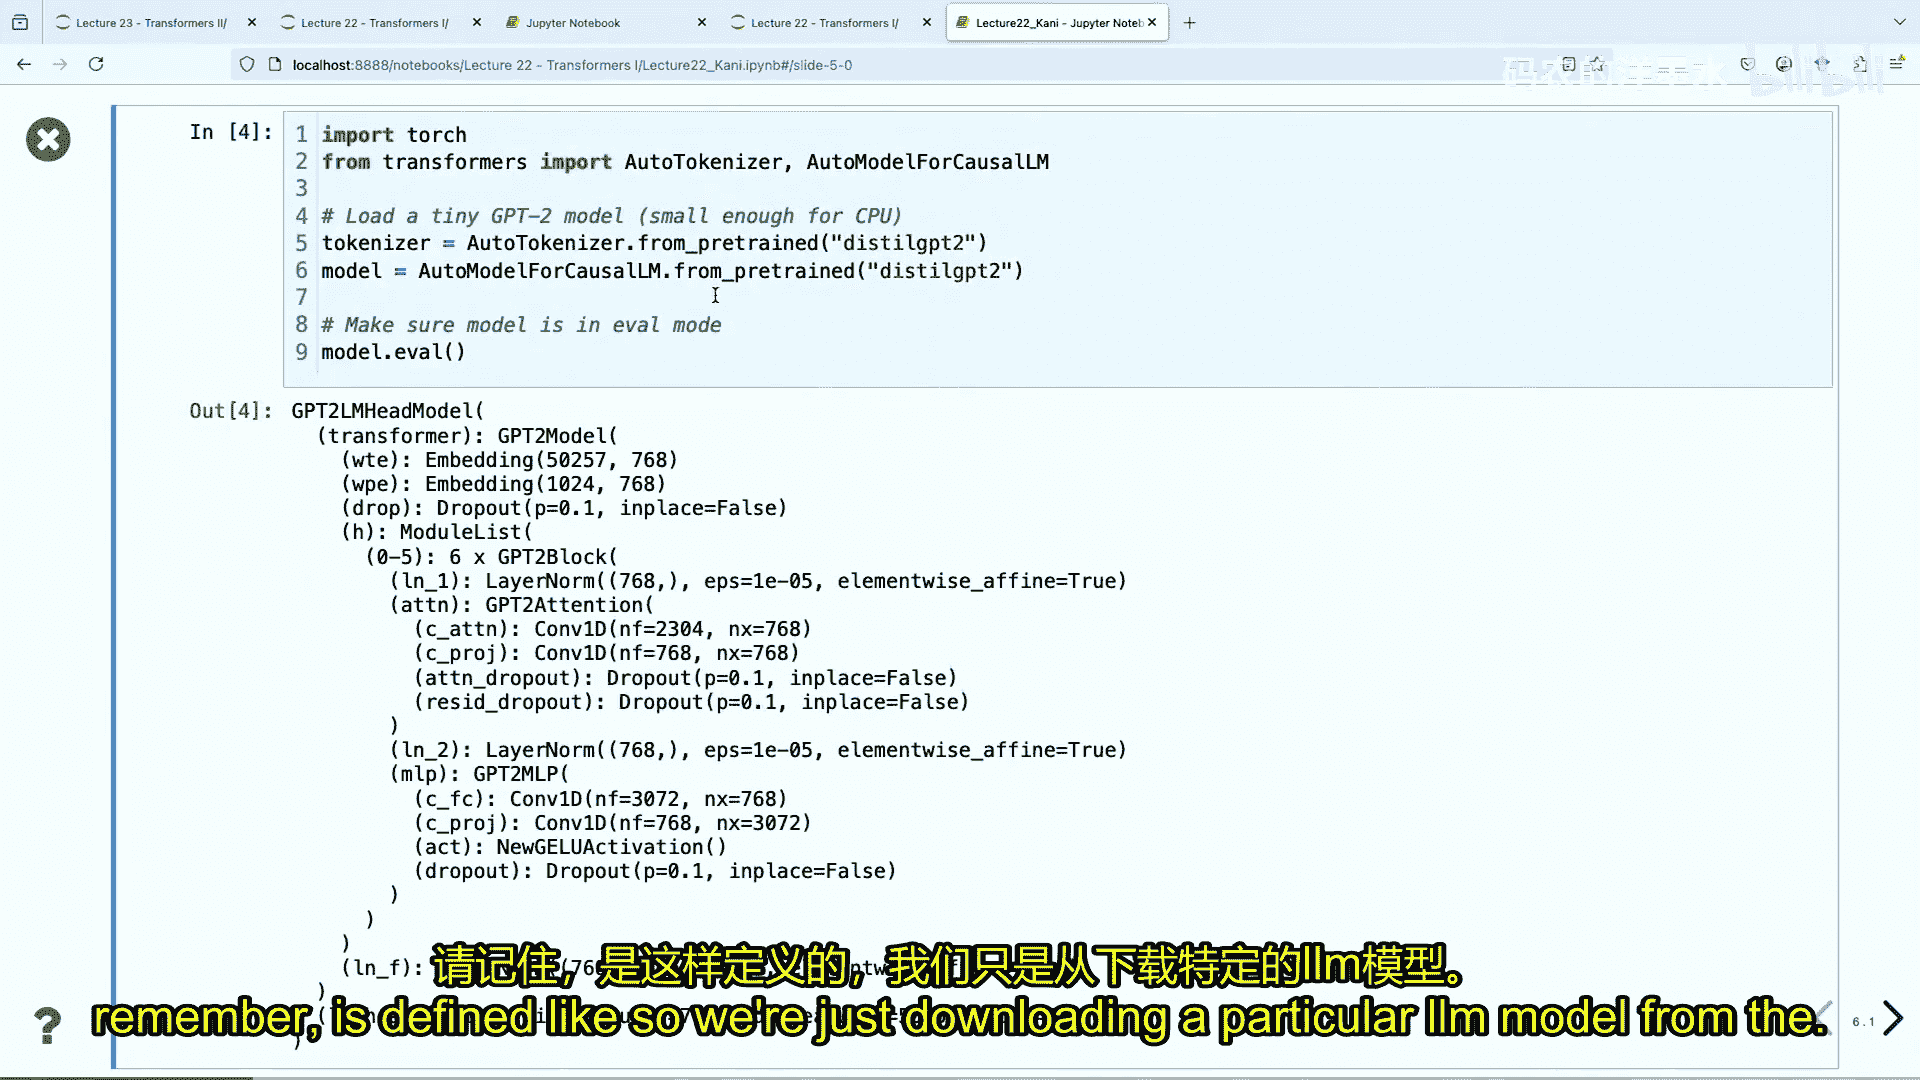 Lecture 23 - Transformers II/
Lecture 22 - Transformers I/
Jupyter Notebook
Lecture 22 - Transformers I/
Lecture22_Kani - Jupyter Noteb
localhost:8888/notebooks/Lecture 22 - Transformers I/Lecture22_Kani.ipynb#/slide-5-0
码农的洋墨水 bilibili
In [4]:
1 import torch
2 from transformers import AutoTokenizer, AutoModelForCausalLM
3
4 # Load a tiny GPT-2 model (small enough for CPU)
5 tokenizer = AutoTokenizer.from_pretrained("distilgpt2")
6 model = AutoModelForCausalLM.from_pretrained("distilgpt2")
7
8 # Make sure model is in eval mode
9 model.eval()
Out[4]: GPT2LMHeadModel(
(transformer): GPT2Model(
(wte): Embedding(50257, 768)
(wpe): Embedding(1024, 768)
(drop): Dropout(p=0.1, inplace=False)
(h): ModuleList(
(0-5): 6 x GPT2Block(
(ln_1): LayerNorm((768,), eps=1e-05, elementwise_affine=True)
(attn): GPT2Attention(
(c_attn): Conv1D(nf=2304, nx=768)
(c_proj): Conv1D(nf=768, nx=768)
(attn_dropout): Dropout(p=0.1, inplace=False)
(resid_dropout): Dropout(p=0.1, inplace=False)
)
(ln_2): LayerNorm((768,), eps=1e-05, elementwise_affine=True)
(mlp): GPT2MLP(
(c_fc): Conv1D(nf=3072, nx=768)
(c_proj): Conv1D(nf=768, nx=3072)
(act): NewGELUActivation()
(dropout): Dropout(p=0.1, inplace=False)
)
)
)
(ln_f):
)
)
请记住，是这样定义的，我们只是从下载特定的llm模型。
remember, is defined like so we're just downloading a particular llm model from the.
6.1